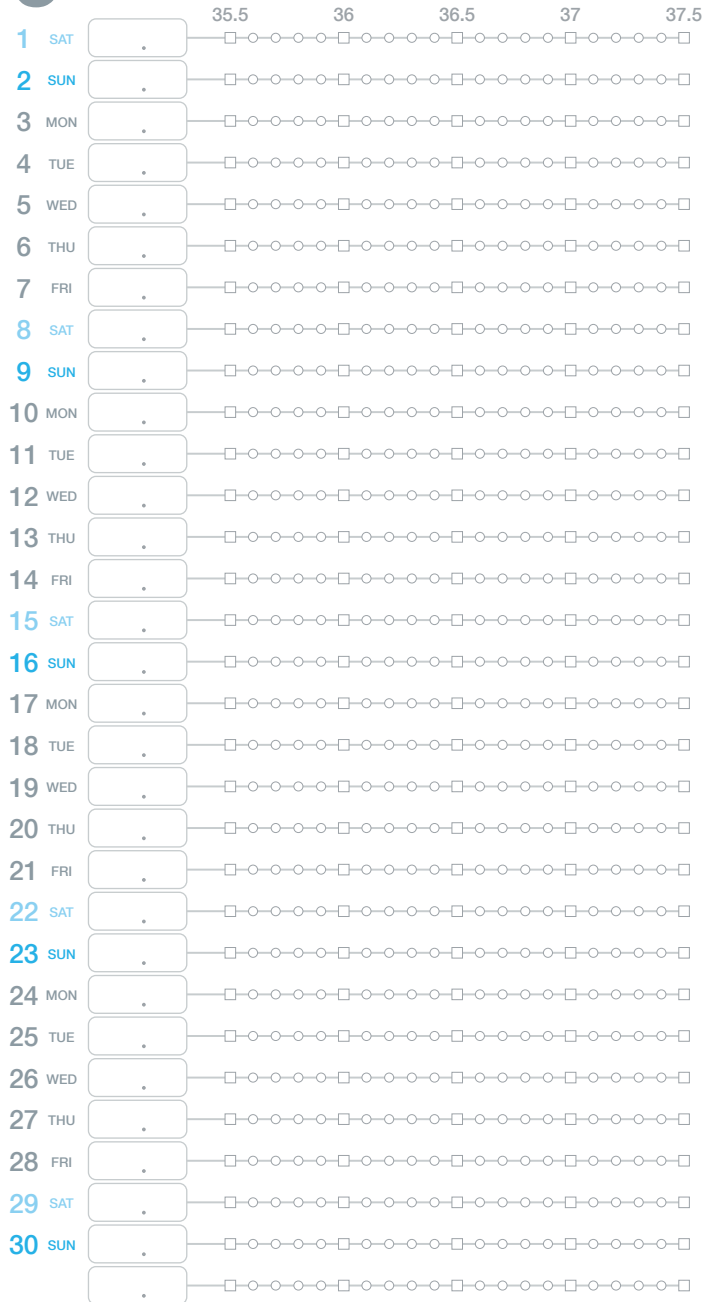 35.5 36 36.5 37 37.5
1 SAT .
2 SUN .
3 MON .
4 TUE .
5 WED .
6 THU .
7 FRI .
8 SAT .
9 SUN .
10 MON .
11 TUE .
12 WED .
13 THU .
14 FRI .
15 SAT .
16 SUN .
17 MON .
18 TUE .
19 WED .
20 THU .
21 FRI .
22 SAT .
23 SUN .
24 MON .
25 TUE .
26 WED .
27 THU .
28 FRI .
29 SAT .
30 SUN .
.